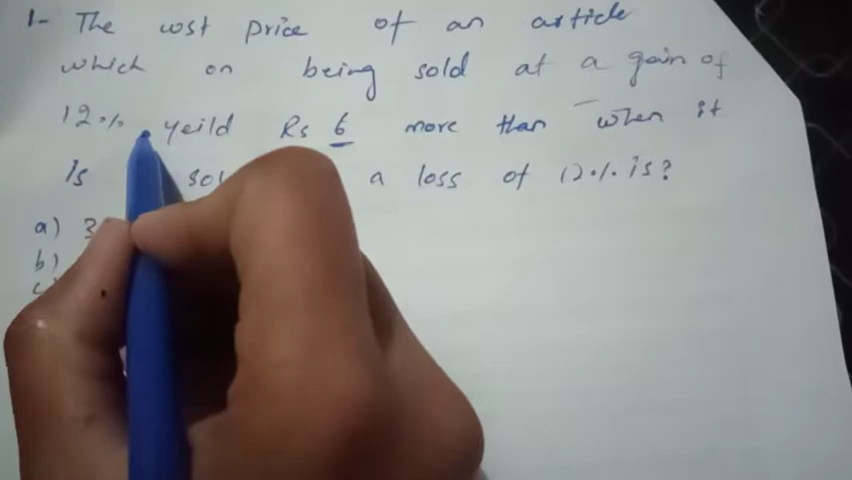 1- The cost price of an article
which on being sold at a gain of
12% yeild Rs 6 more than when it
Is a loss of 12% is?
a) 3
b)